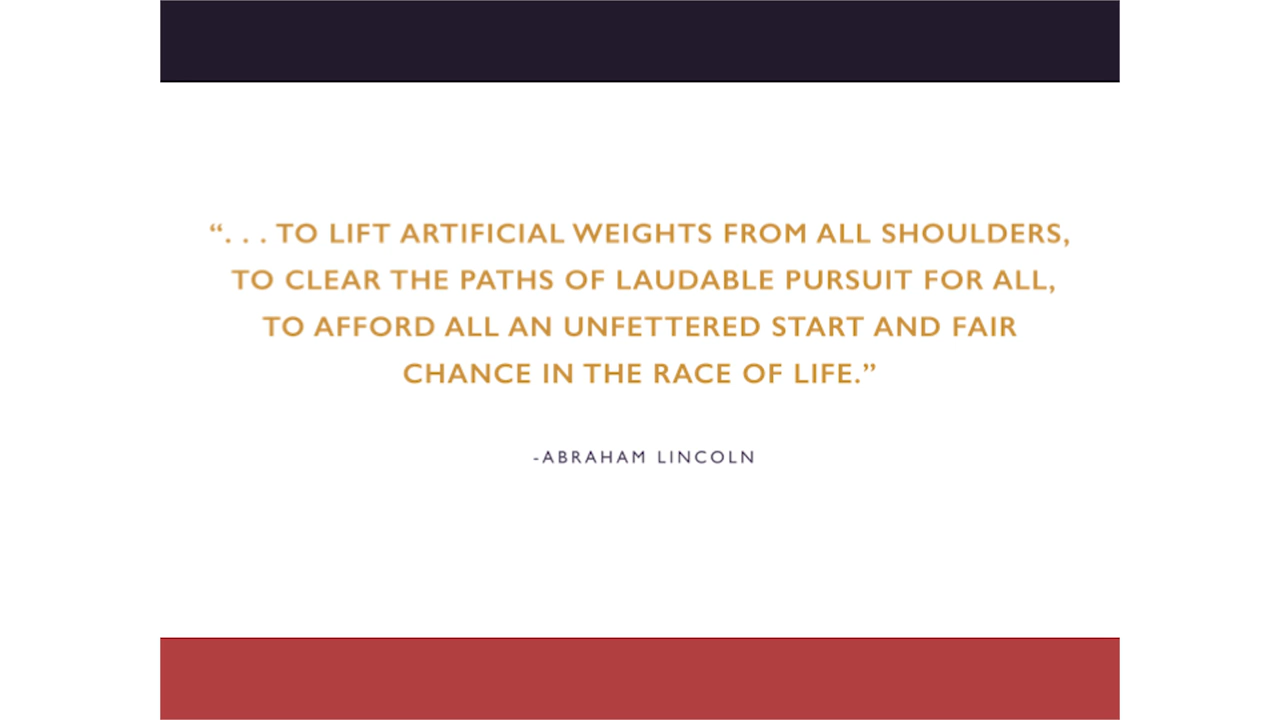 “. . . TO LIFT ARTIFICIAL WEIGHTS FROM ALL SHOULDERS,
TO CLEAR THE PATHS OF LAUDABLE PURSUIT FOR ALL,
TO AFFORD ALL AN UNFETTERED START AND FAIR
CHANCE IN THE RACE OF LIFE.”
-ABRAHAM LINCOLN